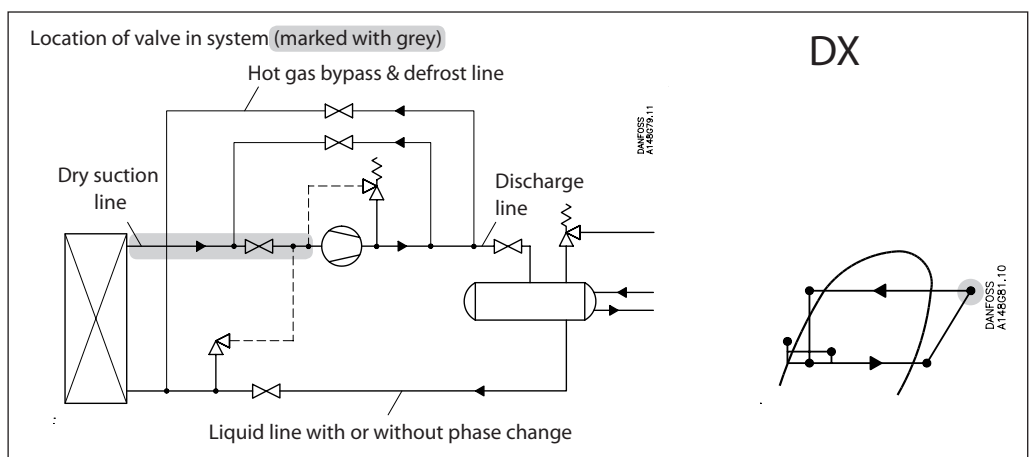 Location of valve in system (marked with grey)
DX
Hot gas bypass & defrost line
DANFOSS
A148G79.11
Dry suction
line
Discharge
line
DANFOSS
A148G81.10
Liquid line with or without phase change